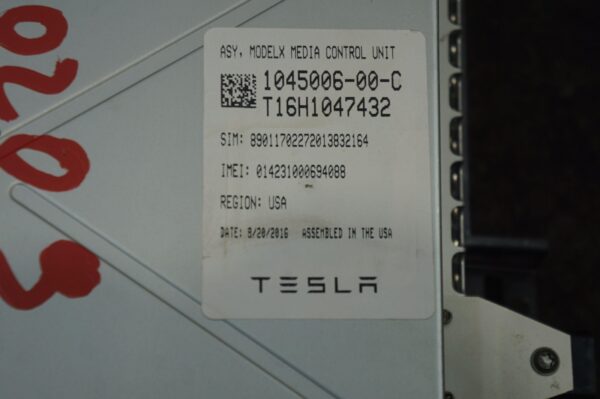 ASY, MODELX MEDIA CONTROL UNIT
1045006-00-C
T16H1047432
SIM: 89011702272013832164
IMEI: 014231000694088
REGION: USA
DATE: 8/20/2016 ASSEMBLED IN THE USA
TESLA